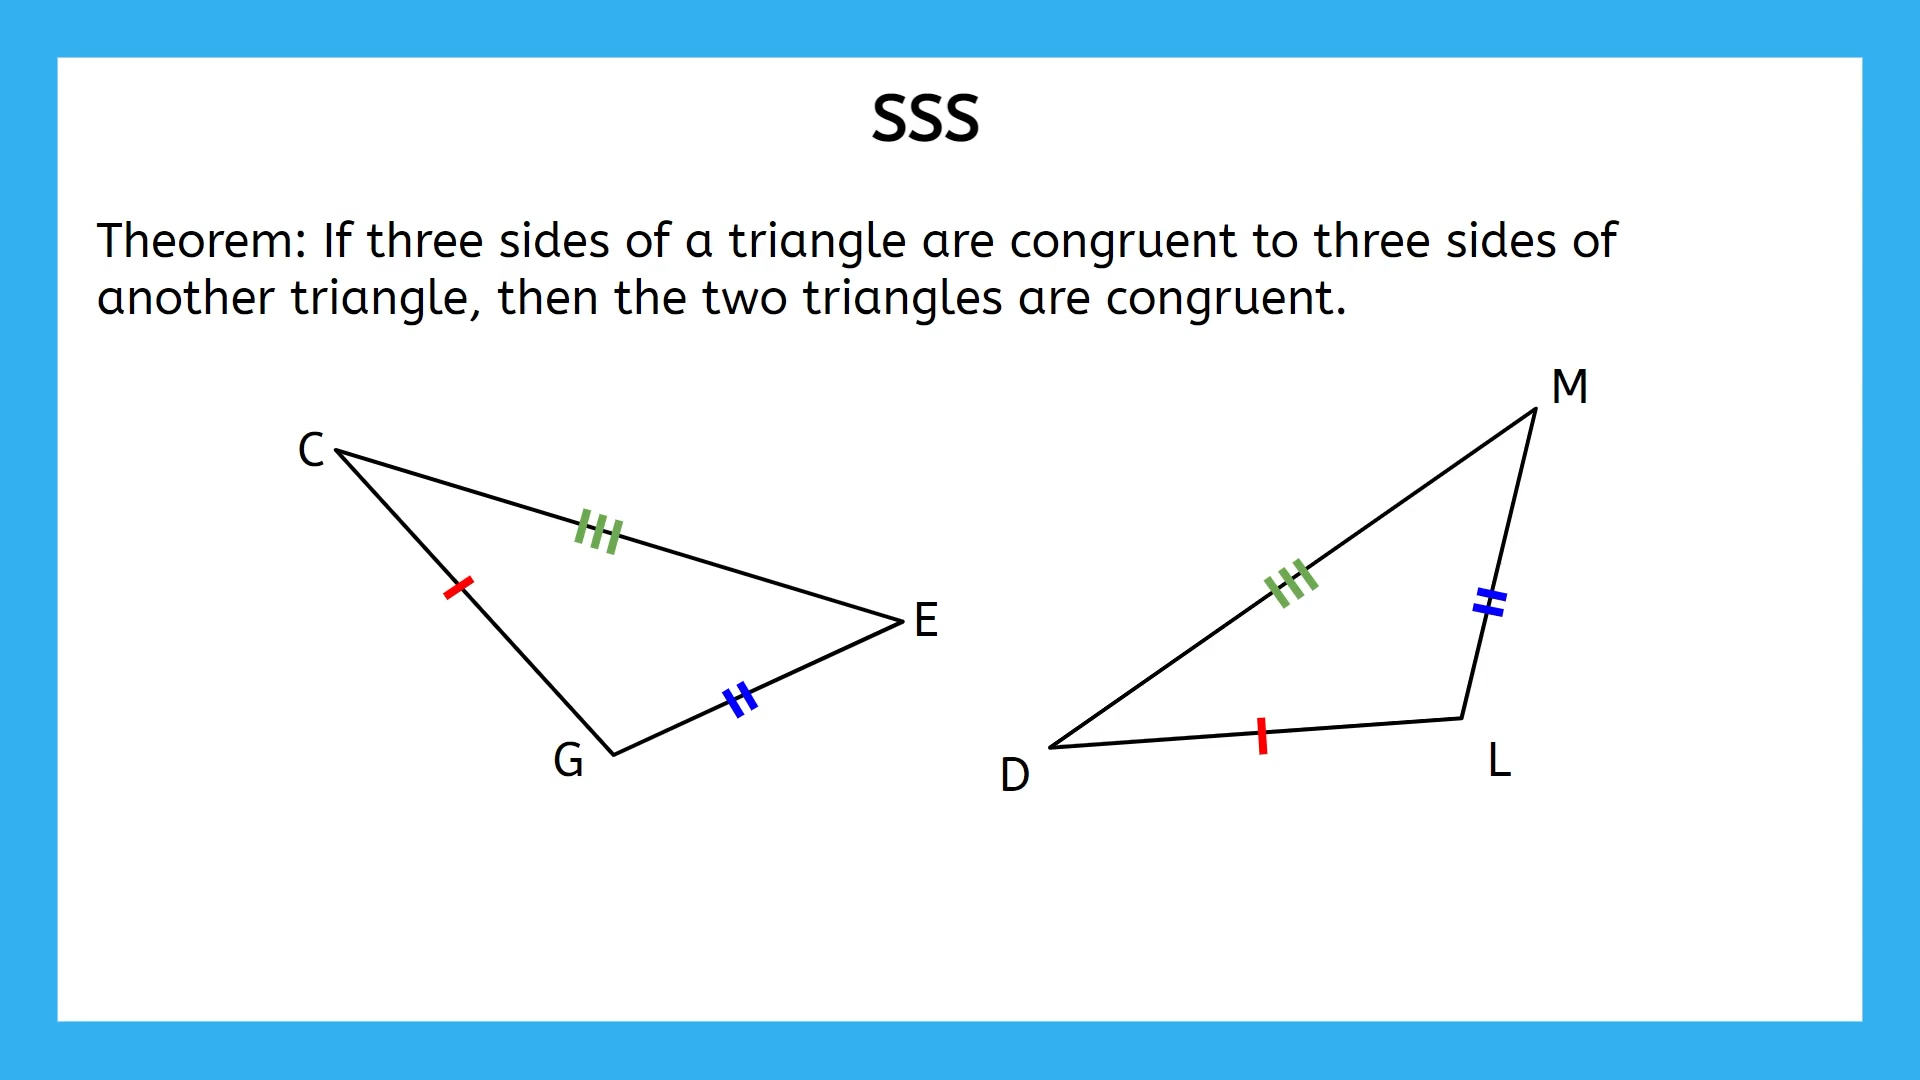 SSS
Theorem: If three sides of a triangle are congruent to three sides of
another triangle, then the two triangles are congruent.
M
C
E
G
D
L